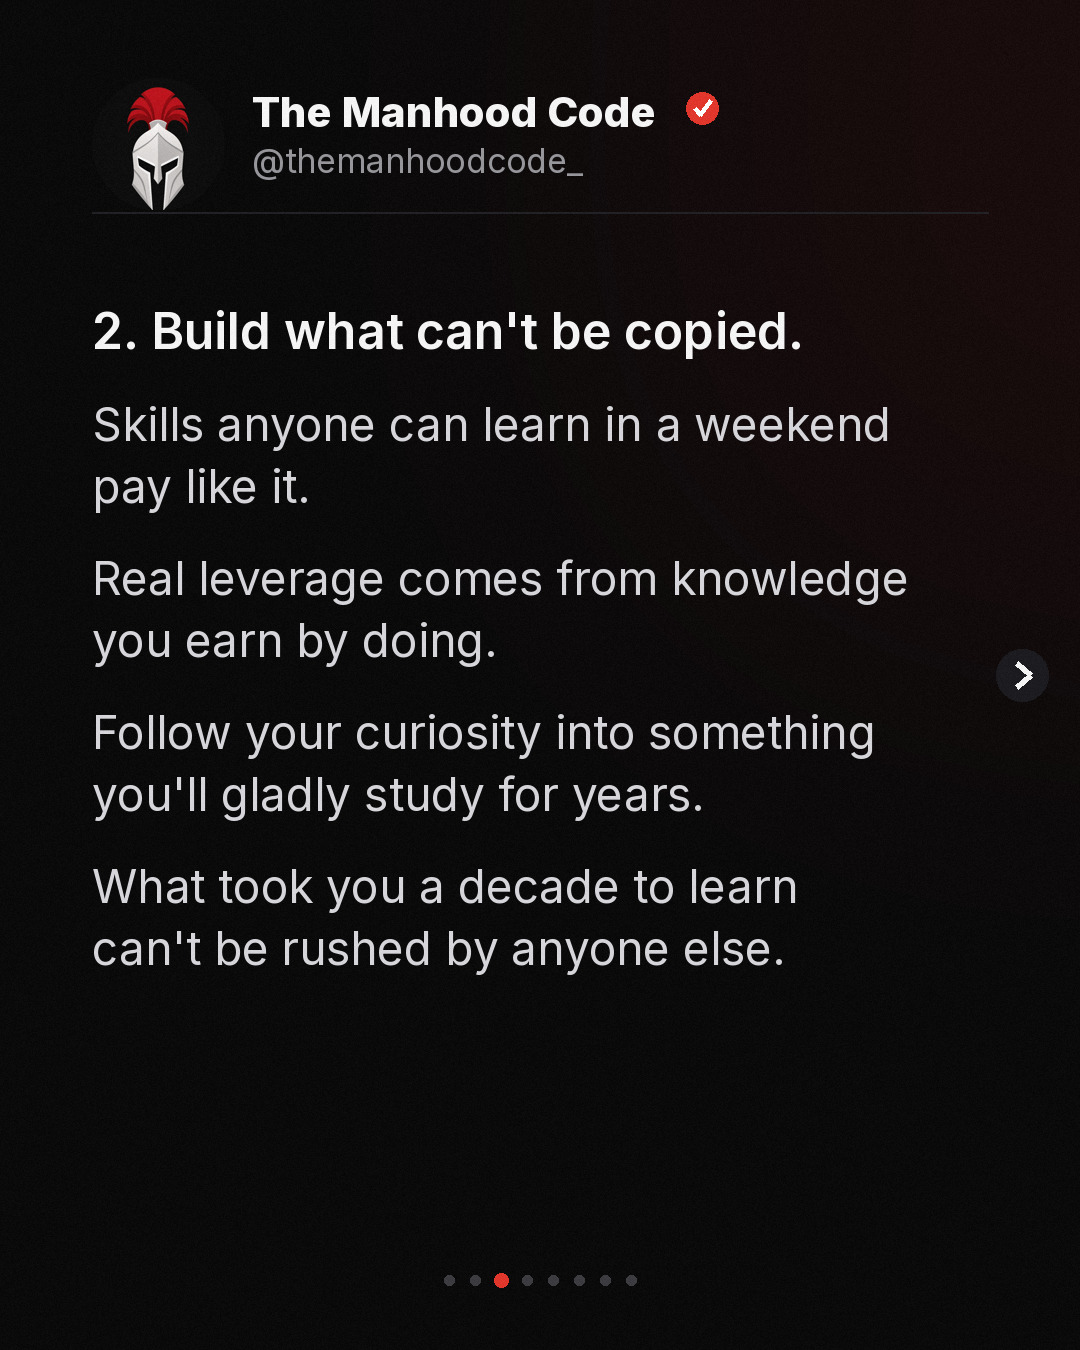 The Manhood Code
@themanhoodcode_
2. Build what can't be copied.
Skills anyone can learn in a weekend
pay like it.
Real leverage comes from knowledge
you earn by doing.
Follow your curiosity into something
you'll gladly study for years.
What took you a decade to learn
can't be rushed by anyone else.